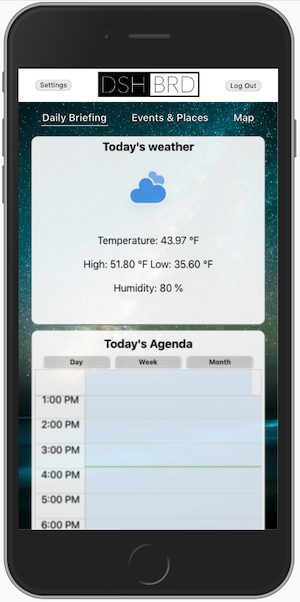 Settings
DSH BRD
Log Out
Daily Briefing Events & Places Map
Today's weather
Temperature: 43.97 °F
High: 51.80 °F Low: 35.60 °F
Humidity: 80 %
Today's Agenda
Day Week Month
1:00 PM
2:00 PM
3:00 PM
4:00 PM
5:00 PM
6:00 PM